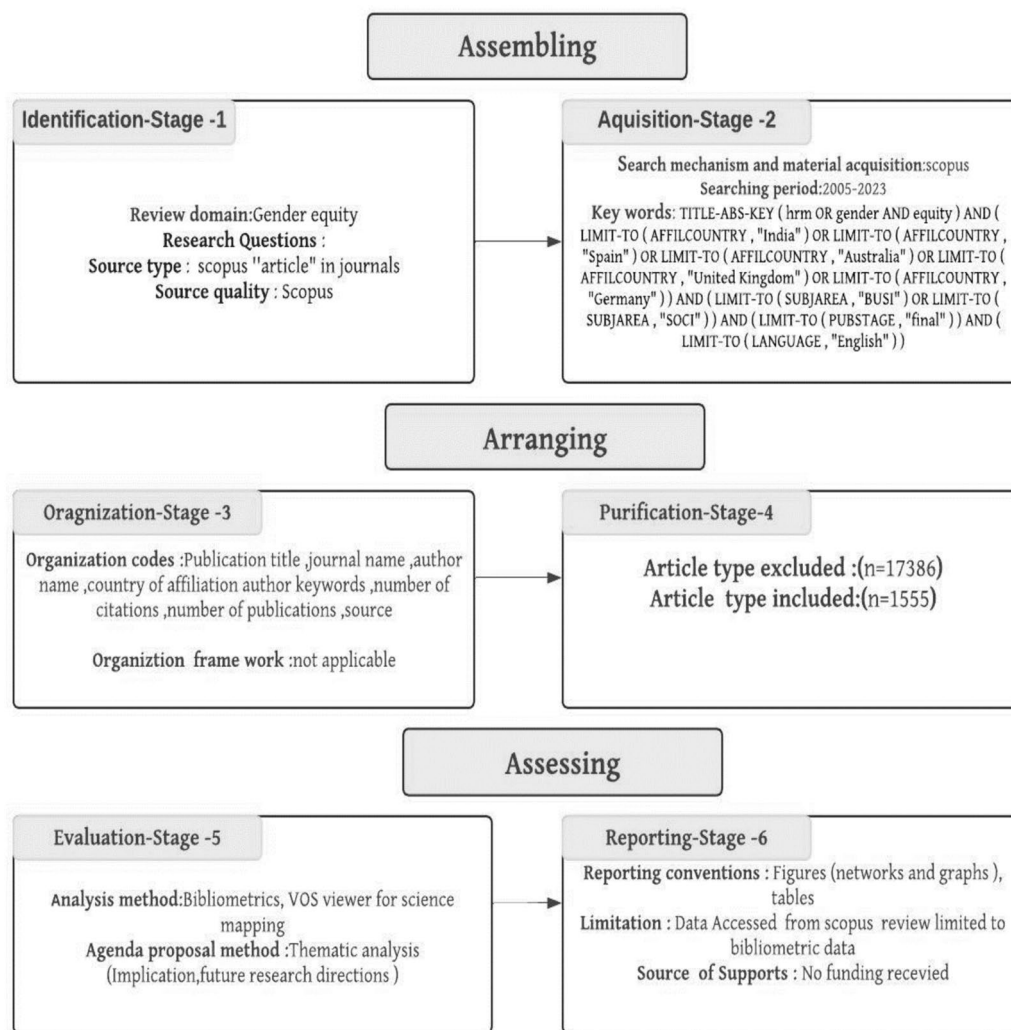 Assembling
Identification-Stage -1
Review domain:Gender equity
Research Questions :
Source type : scopus "article" in journals
Source quality : Scopus
Aquisition-Stage -2
Search mechanism and material acquisition:scopus
Searching period:2005-2023
Key words: TITLE-ABS-KEY ( hrm OR gender AND equity ) AND (
LIMIT-TO ( AFFILCOUNTRY , "India" ) OR LIMIT-TO ( AFFILCOUNTRY ,
"Spain" ) OR LIMIT-TO ( AFFILCOUNTRY , "Australia" ) OR LIMIT-TO (
AFFILCOUNTRY , "United Kingdom" ) OR LIMIT-TO ( AFFILCOUNTRY ,
"Germany" ) ) AND ( LIMIT-TO ( SUBJAREA , "BUSI" ) OR LIMIT-TO (
SUBJAREA , "SOCI" ) ) AND ( LIMIT-TO ( PUBSTAGE , "final" ) ) AND (
LIMIT-TO ( LANGUAGE , "English" ) )
Arranging
Oragnization-Stage -3
Organization codes :Publication title ,journal name ,author
name ,country of affiliation author keywords ,number of
citations ,number of publications ,source
Organiztion frame work :not applicable
Purification-Stage-4
Article type excluded :(n=17386)
Article type included:(n=1555)
Assessing
Evaluation-Stage -5
Analysis method:Bibliometrics, VOS viewer for science
mapping
Agenda proposal method :Thematic analysis
(Implication,future research directions )
Reporting-Stage -6
Reporting conventions : Figures (networks and graphs ),
tables
Limitation : Data Accessed from scopus review limited to
bibliometric data
Source of Supports : No funding recevied